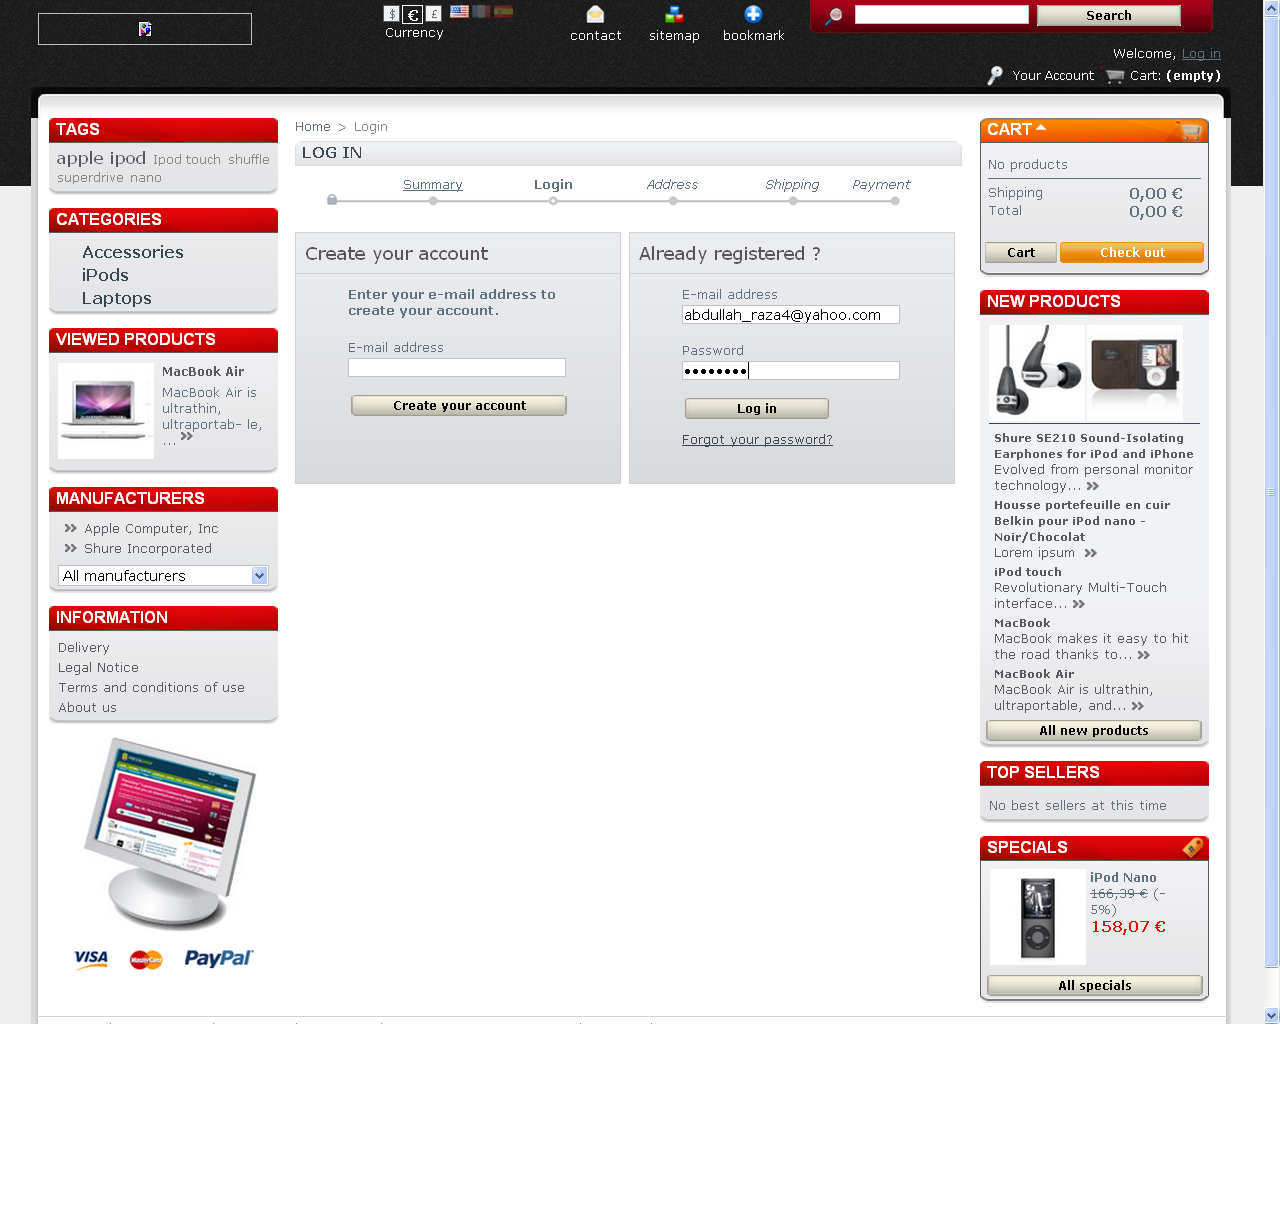 $ € £
Currency
contact
sitemap
bookmark
Search
Welcome, Log in
Your Account
Cart: (empty)
TAGS
apple ipod Ipod touch shuffle
superdrive nano
CATEGORIES
Accessories
iPods
Laptops
VIEWED PRODUCTS
MacBook Air
MacBook Air is
ultrathin,
ultraportab- le,
...
MANUFACTURERS
Apple Computer, Inc
Shure Incorporated
All manufacturers
INFORMATION
Delivery
Legal Notice
Terms and conditions of use
About us
VISA
MasterCard
PayPal
Home > Login
LOG IN
Summary
Login
Address
Shipping
Payment
Create your account
Enter your e-mail address to
create your account.
E-mail address
Create your account
Already registered ?
E-mail address
abdullah_raza4@yahoo.com
Password
••••••••
Log in
Forgot your password?
CART
No products
Shipping 0,00 €
Total 0,00 €
Cart
Check out
NEW PRODUCTS
Shure SE210 Sound-Isolating
Earphones for iPod and iPhone
Evolved from personal monitor
technology...
Housse portefeuille en cuir
Belkin pour iPod nano -
Noir/Chocolat
Lorem ipsum
iPod touch
Revolutionary Multi-Touch
interface...
MacBook
MacBook makes it easy to hit
the road thanks to...
MacBook Air
MacBook Air is ultrathin,
ultraportable, and...
All new products
TOP SELLERS
No best sellers at this time
SPECIALS
iPod Nano
166,39 € (-
5%)
158,07 €
All specials